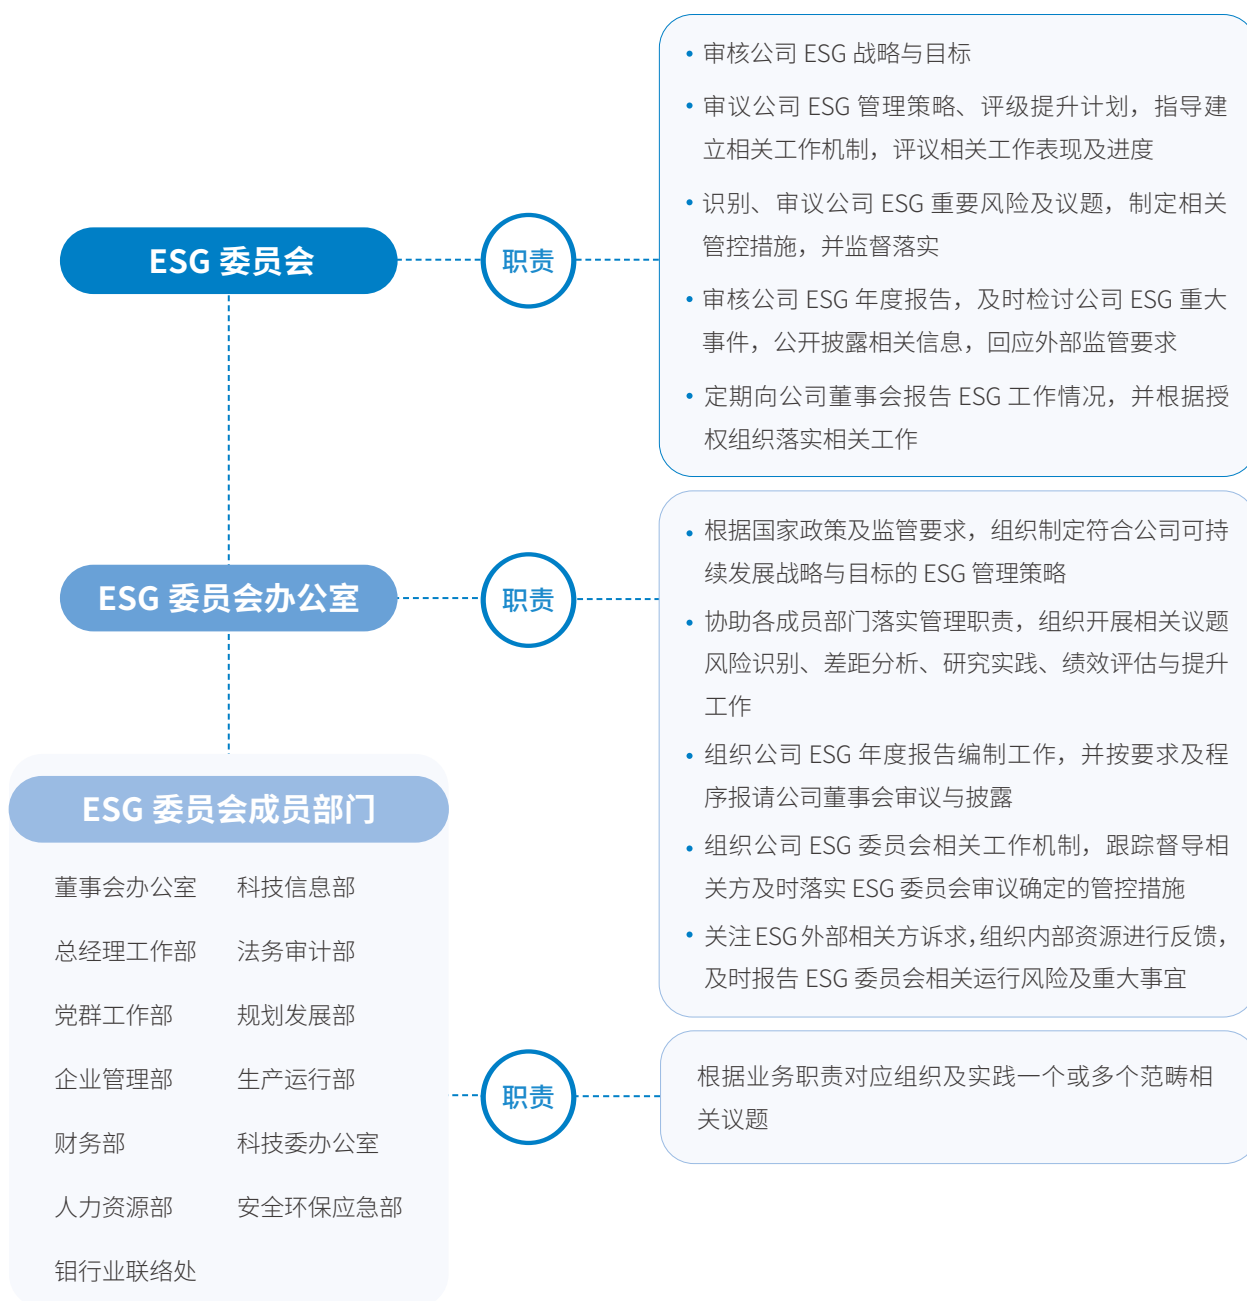 ESG 委员会
职责
• 审核公司 ESG 战略与目标
• 审议公司 ESG 管理策略、评级提升计划，指导建
立相关工作机制，评议相关工作表现及进度
• 识别、审议公司 ESG 重要风险及议题，制定相关
管控措施，并监督落实
• 审核公司 ESG 年度报告，及时检讨公司 ESG 重大
事件，公开披露相关信息，回应外部监管要求
• 定期向公司董事会报告 ESG 工作情况，并根据授
权组织落实相关工作
ESG 委员会办公室
职责
• 根据国家政策及监管要求，组织制定符合公司可持
续发展战略与目标的 ESG 管理策略
• 协助各成员部门落实管理职责，组织开展相关议题
风险识别、差距分析、研究实践、绩效评估与提升
工作
• 组织公司 ESG 年度报告编制工作，并按要求及程
序报请公司董事会审议与披露
• 组织公司 ESG 委员会相关工作机制，跟踪督导相
关方及时落实 ESG 委员会审议确定的管控措施
• 关注 ESG 外部相关方诉求，组织内部资源进行反馈，
及时报告 ESG 委员会相关运行风险及重大事宜
ESG 委员会成员部门
董事会办公室 科技信息部
总经理工作部 法务审计部
党群工作部 规划发展部
企业管理部 生产运行部
财务部 科技委办公室
人力资源部 安全环保应急部
钼行业联络处
职责
根据业务职责对应组织及实践一个或多个范畴相
关议题